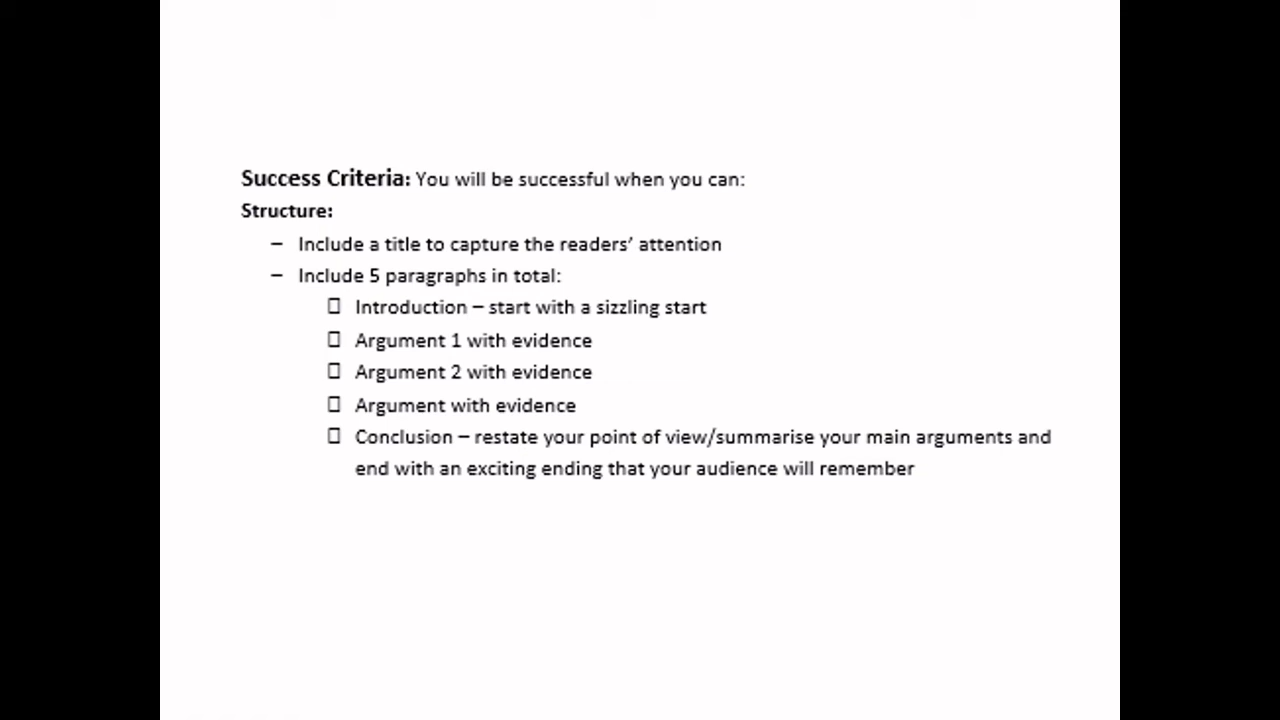 Success Criteria: You will be successful when you can:
Structure:
– Include a title to capture the readers’ attention
– Include 5 paragraphs in total:
Introduction – start with a sizzling start
Argument 1 with evidence
Argument 2 with evidence
Argument with evidence
Conclusion – restate your point of view/summarise your main arguments and
end with an exciting ending that your audience will remember